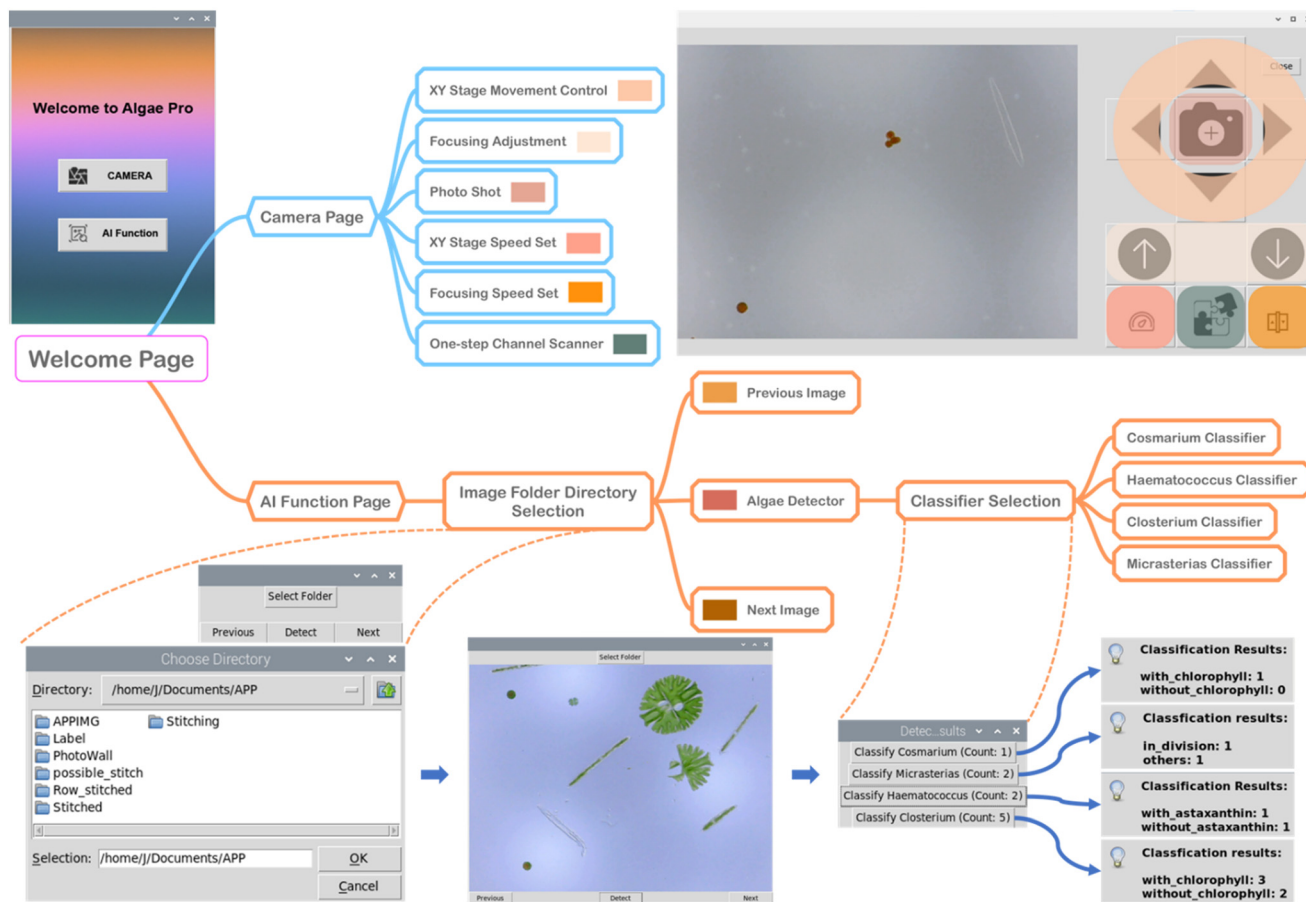 Welcome to Algae Pro
CAMERA
AI Function
Welcome Page
Camera Page
XY Stage Movement Control
Focusing Adjustment
Photo Shot
XY Stage Speed Set
Focusing Speed Set
One-step Channel Scanner
Close
AI Function Page
Image Folder Directory
Selection
Previous Image
Algae Detector
Next Image
Classifier Selection
Cosmarium Classifier
Haematococcus Classifier
Closterium Classifier
Micrasterias Classifier
Select Folder
Previous Detect Next
Choose Directory
Directory: /home/J/Documents/APP
APPIMG Stitching
Label
PhotoWall
possible_stitch
Row_stitched
Stitched
Selection: /home/J/Documents/APP OK
Cancel
Select Folder
Previous Detect Next
Detec...sults
Classify Cosmarium (Count: 1)
Classify Micrasterias (Count: 2)
Classify Haematococcus (Count: 2)
Classify Closterium (Count: 5)
Classification Results:
with_chlorophyll: 1
without_chlorophyll: 0
Classfication results:
in_division: 1
others: 1
Classification Results:
with_astaxanthin: 1
without_astaxanthin: 1
Classfication results:
with_chlorophyll: 3
without_chlorophyll: 2